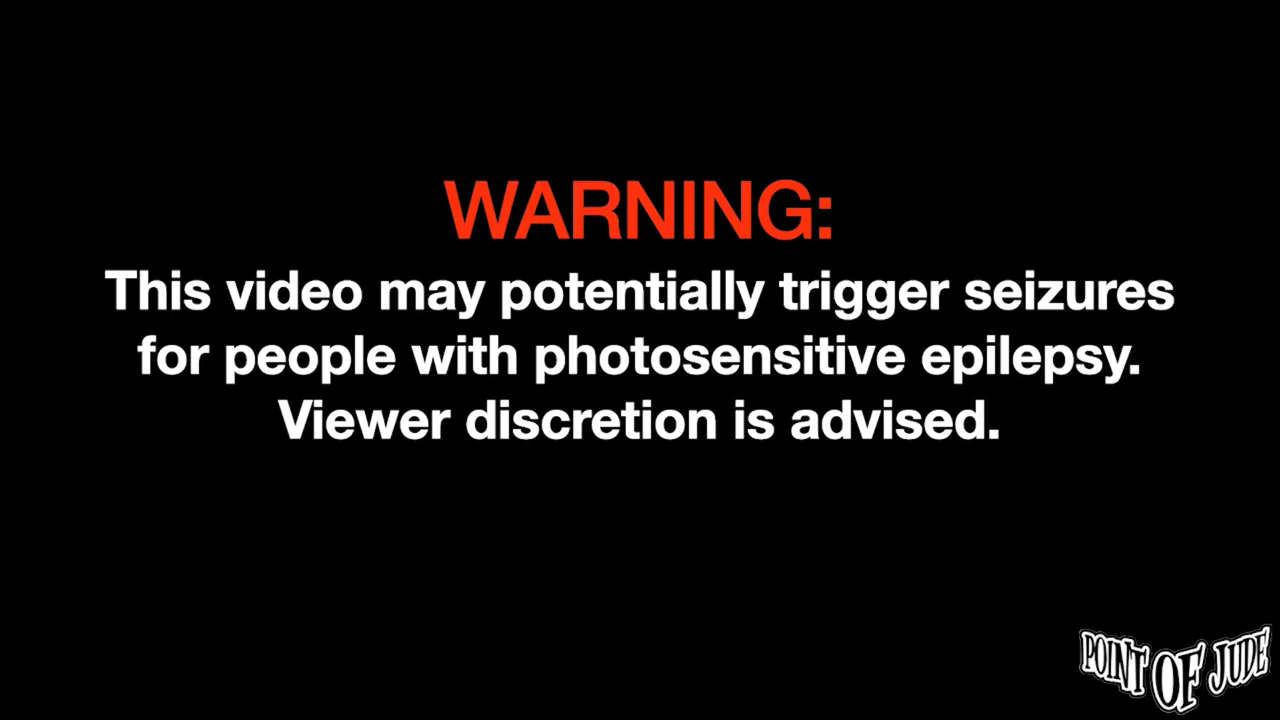 WARNING:
This video may potentially trigger seizures
for people with photosensitive epilepsy.
Viewer discretion is advised.
POINT OF JUDE